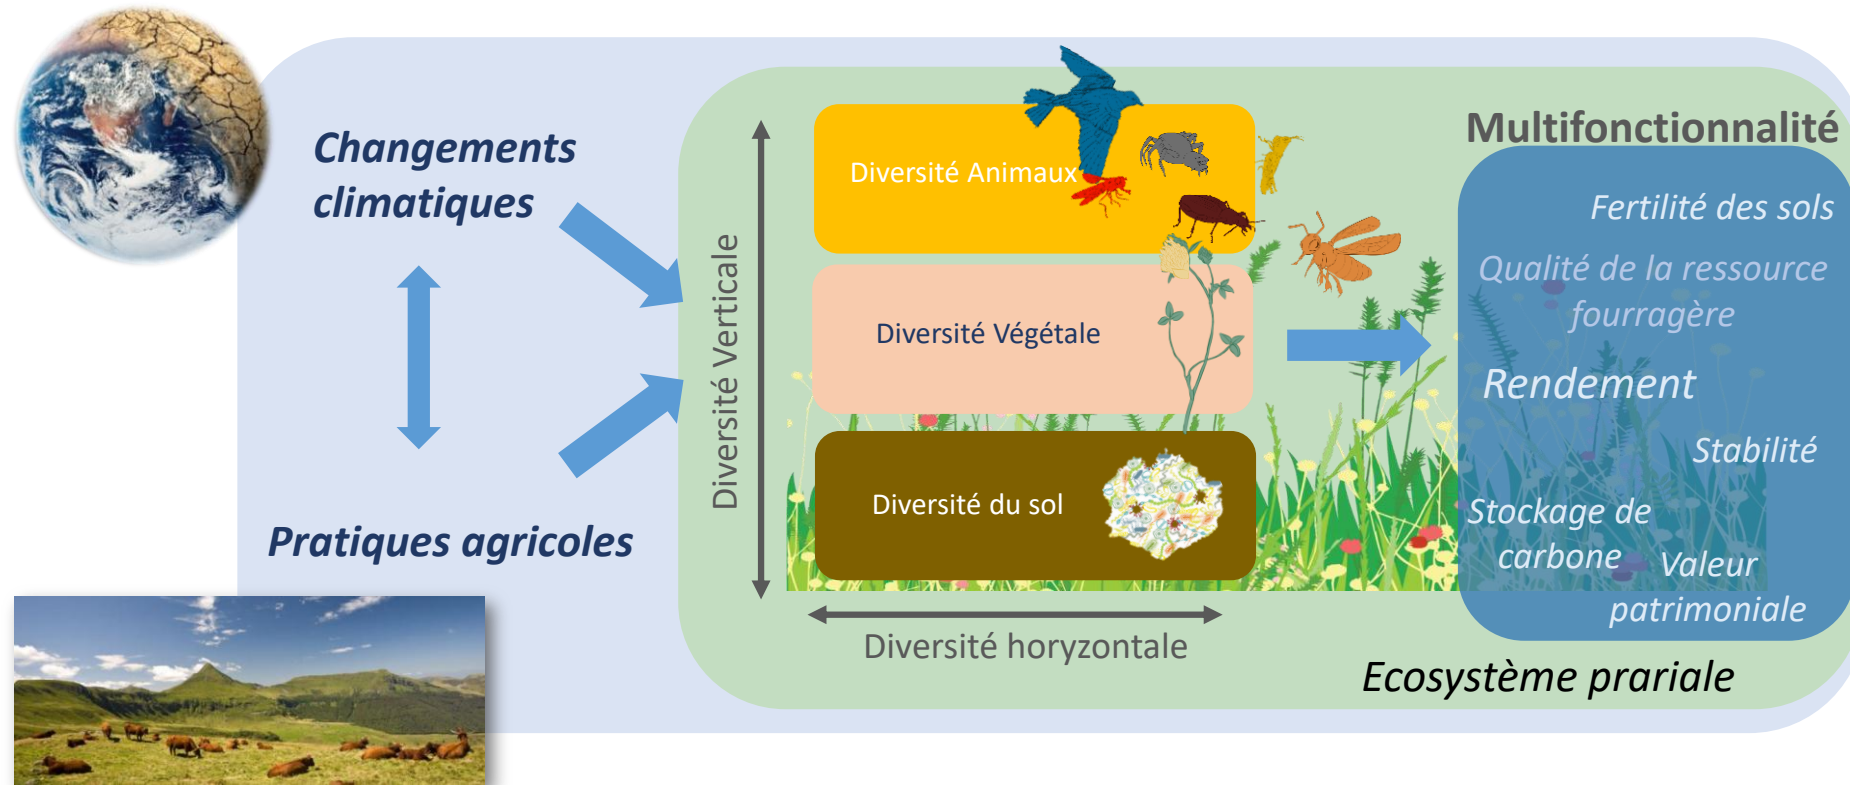 Changements
climatiques
Pratiques agricoles
Diversité Verticale
Diversité Animaux
Diversité Végétale
Diversité du sol
Diversité horyzontale
Multifonctionnalité
Fertilité des sols
Qualité de la ressource
fourragère
Rendement
Stabilité
Stockage de
carbone
Valeur
patrimoniale
Ecosystème prariale